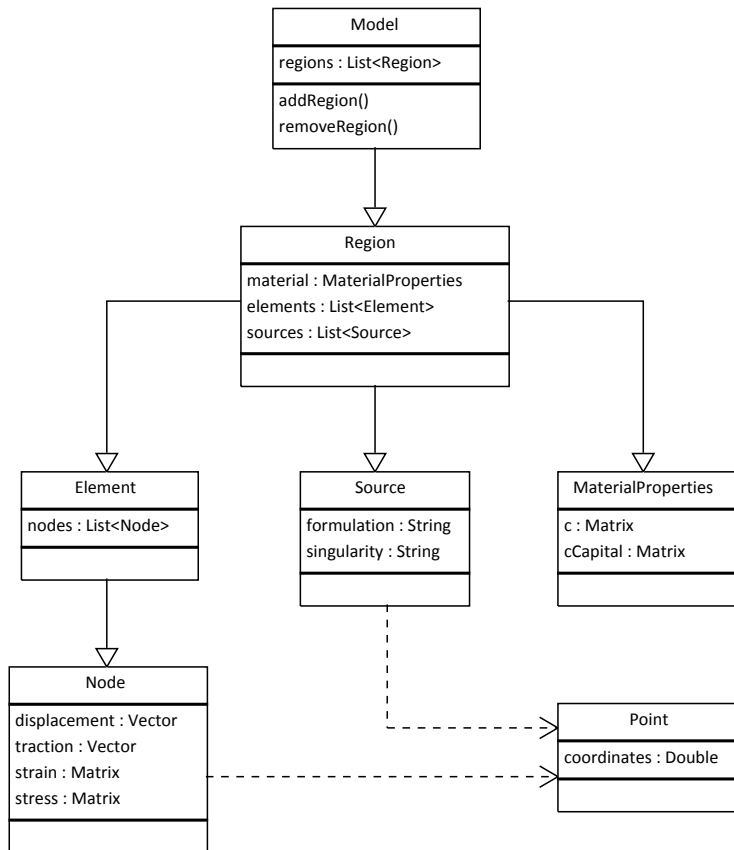 Model
regions : List<Region>
addRegion()
removeRegion()
Region
material : MaterialProperties
elements : List<Element>
sources : List<Source>
Element
nodes : List<Node>
Source
formulation : String
singularity : String
MaterialProperties
c : Matrix
cCapital : Matrix
Node
displacement : Vector
traction : Vector
strain : Matrix
stress : Matrix
Point
coordinates : Double